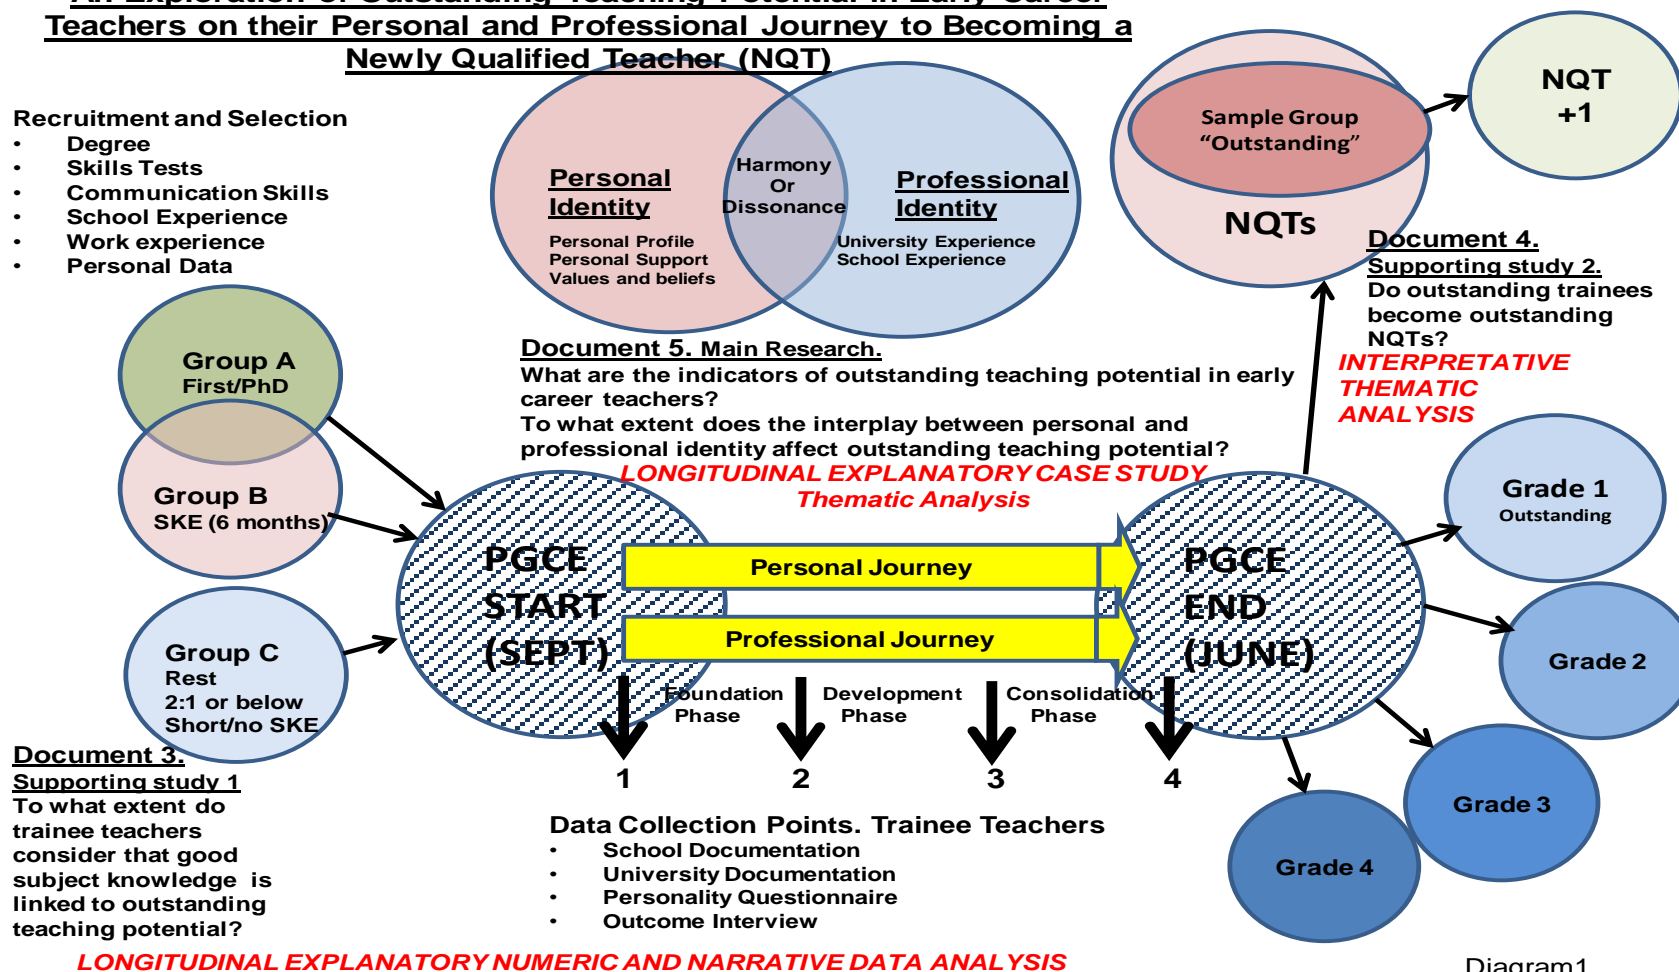 An Exploration of Outstanding Teaching Potential in Early Career
Teachers on their Personal and Professional Journey to Becoming a
Newly Qualified Teacher (NQT)
Recruitment and Selection
• Degree
• Skills Tests
• Communication Skills
• School Experience
• Work experience
• Personal Data
Personal
Identity
Personal Profile
Personal Support
Values and beliefs
Harmony
Or
Dissonance
Professional
Identity
University Experience
School Experience
Sample Group
“Outstanding”
NQTs
NQT
+1
Document 4.
Supporting study 2.
Do outstanding trainees
become outstanding
NQTs?
INTERPRETATIVE
THEMATIC
ANALYSIS
Group A
First/PhD
Group B
SKE (6 months)
Group C
Rest
2:1 or below
Short/no SKE
Document 5. Main Research.
What are the indicators of outstanding teaching potential in early
career teachers?
To what extent does the interplay between personal and
professional identity affect outstanding teaching potential?
LONGITUDINAL EXPLANATORY CASE STUDY
Thematic Analysis
PGCE
START
(SEPT)
Personal Journey
Professional Journey
PGCE
END
(JUNE)
Foundation
Phase
Development
Phase
Consolidation
Phase
1
2
3
4
Grade 1
Outstanding
Grade 2
Grade 3
Grade 4
Document 3.
Supporting study 1
To what extent do
trainee teachers
consider that good
subject knowledge is
linked to outstanding
teaching potential?
Data Collection Points. Trainee Teachers
• School Documentation
• University Documentation
• Personality Questionnaire
• Outcome Interview
LONGITUDINAL EXPLANATORY NUMERIC AND NARRATIVE DATA ANALYSIS
Diagram1